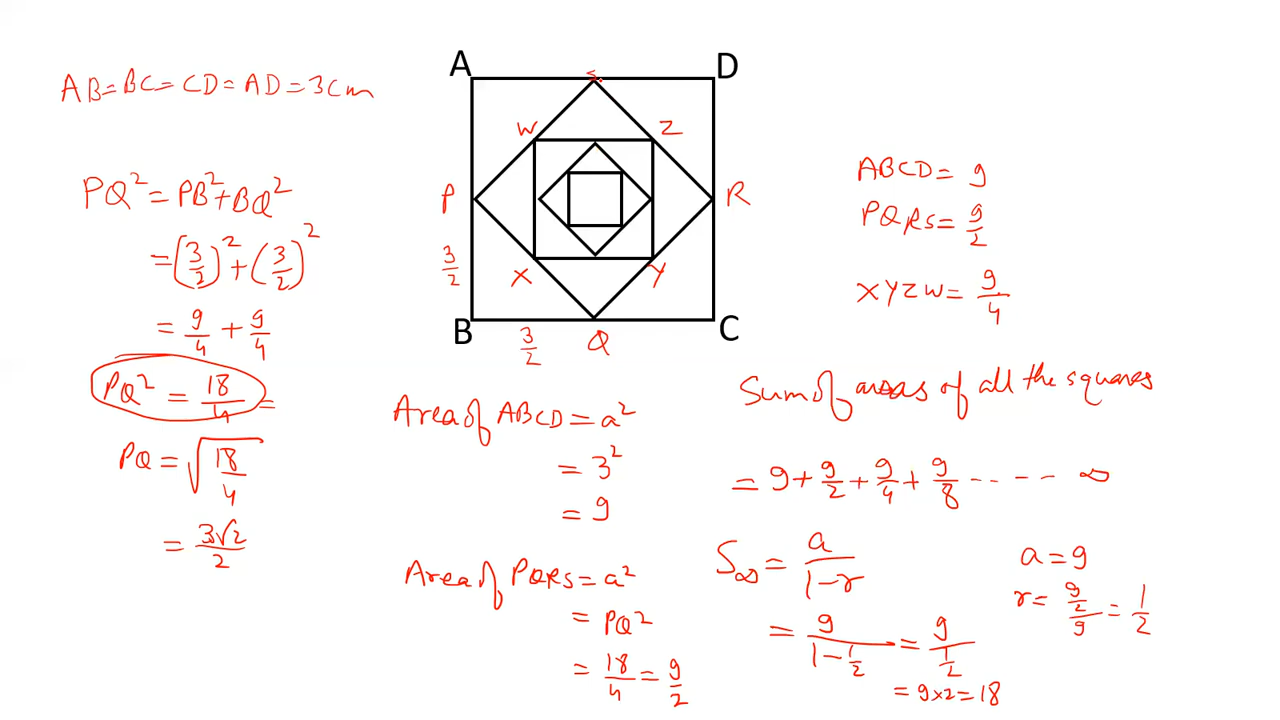 AB=BC=CD=AD=3cm
PQ²=PB²+BQ²
=(3/2)²+(3/2)²
=9/4+9/4
PQ²=18/4=
PQ=√(18/4)
=3√2/2
A D
S
W Z
P R
3/2
X Y
B C
3/2 Q
Area of ABCD=a²
=3²
=9
Area of PQRS=a²
=PQ²
=18/4=9/2
ABCD=9
PQRS=9/2
XYZW=9/4
Sum of areas of all the squares
=9+9/2+9/4+9/8------∞
S∞=a/(1-r)
=9/(1-1/2)=9/(1/2)
=9×2=18
a=9
r=(9/2)/9=1/2